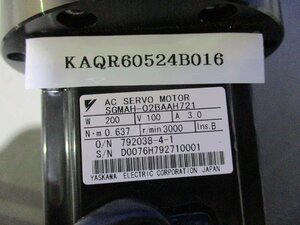 KAQR60524B016
AC SERVO MOTOR
SGMAH-02BAAH721
W 200 V 100 A 3.0
N·m 0.637 r/min 3000 Ins. B
O/N 792038-4-1
S/N D0076H792710001
YASKAWA ELECTRIC CORPORATION JAPAN